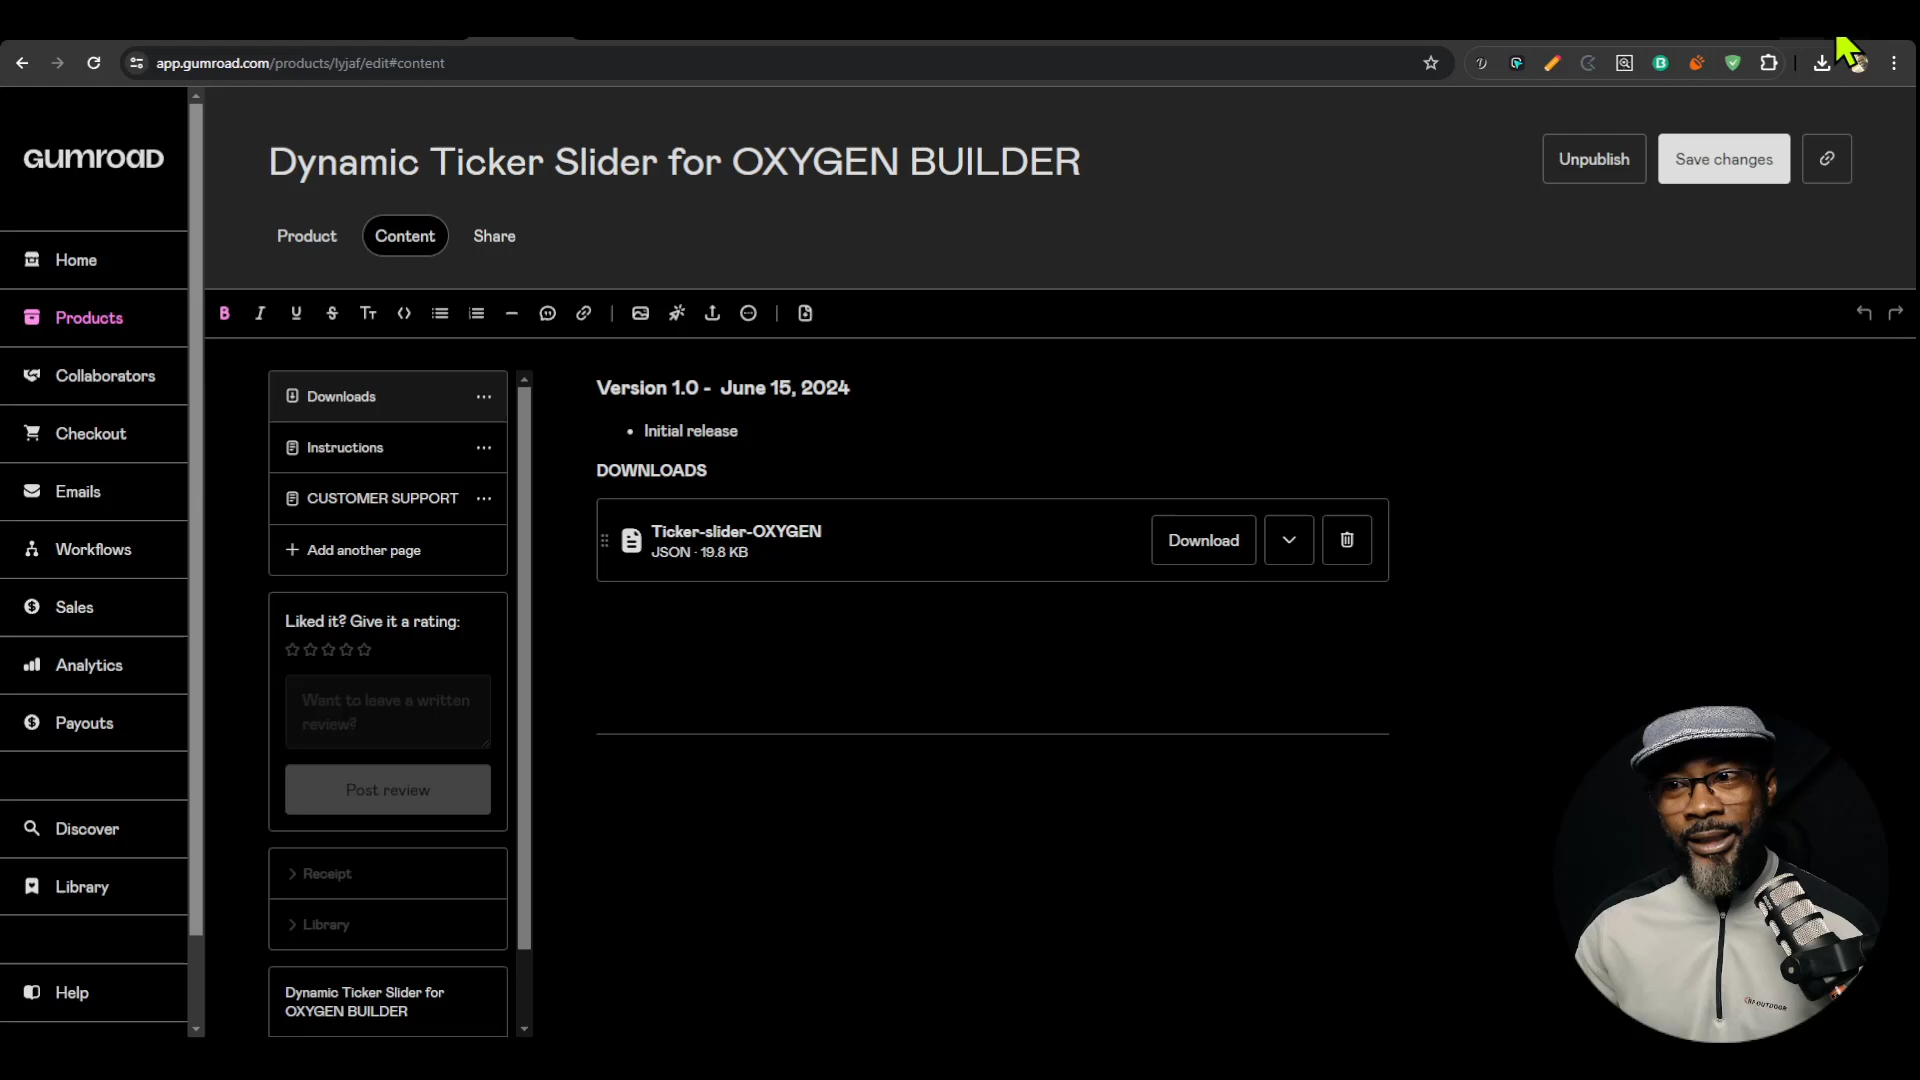 app.gumroad.com/products/lyjaf/edit#content
GUMROAD
Dynamic Ticker Slider for OXYGEN BUILDER
Unpublish
Save changes
Product
Content
Share
Home
Products
Collaborators
Checkout
Emails
Workflows
Sales
Analytics
Payouts
Discover
Library
Help
Downloads
Instructions
CUSTOMER SUPPORT
Add another page
Liked it? Give it a rating:
Want to leave a written
review?
Post review
Receipt
Library
Dynamic Ticker Slider for
OXYGEN BUILDER
Version 1.0 - June 15, 2024
• Initial release
DOWNLOADS
Ticker-slider-OXYGEN
JSON · 19.8 KB
Download